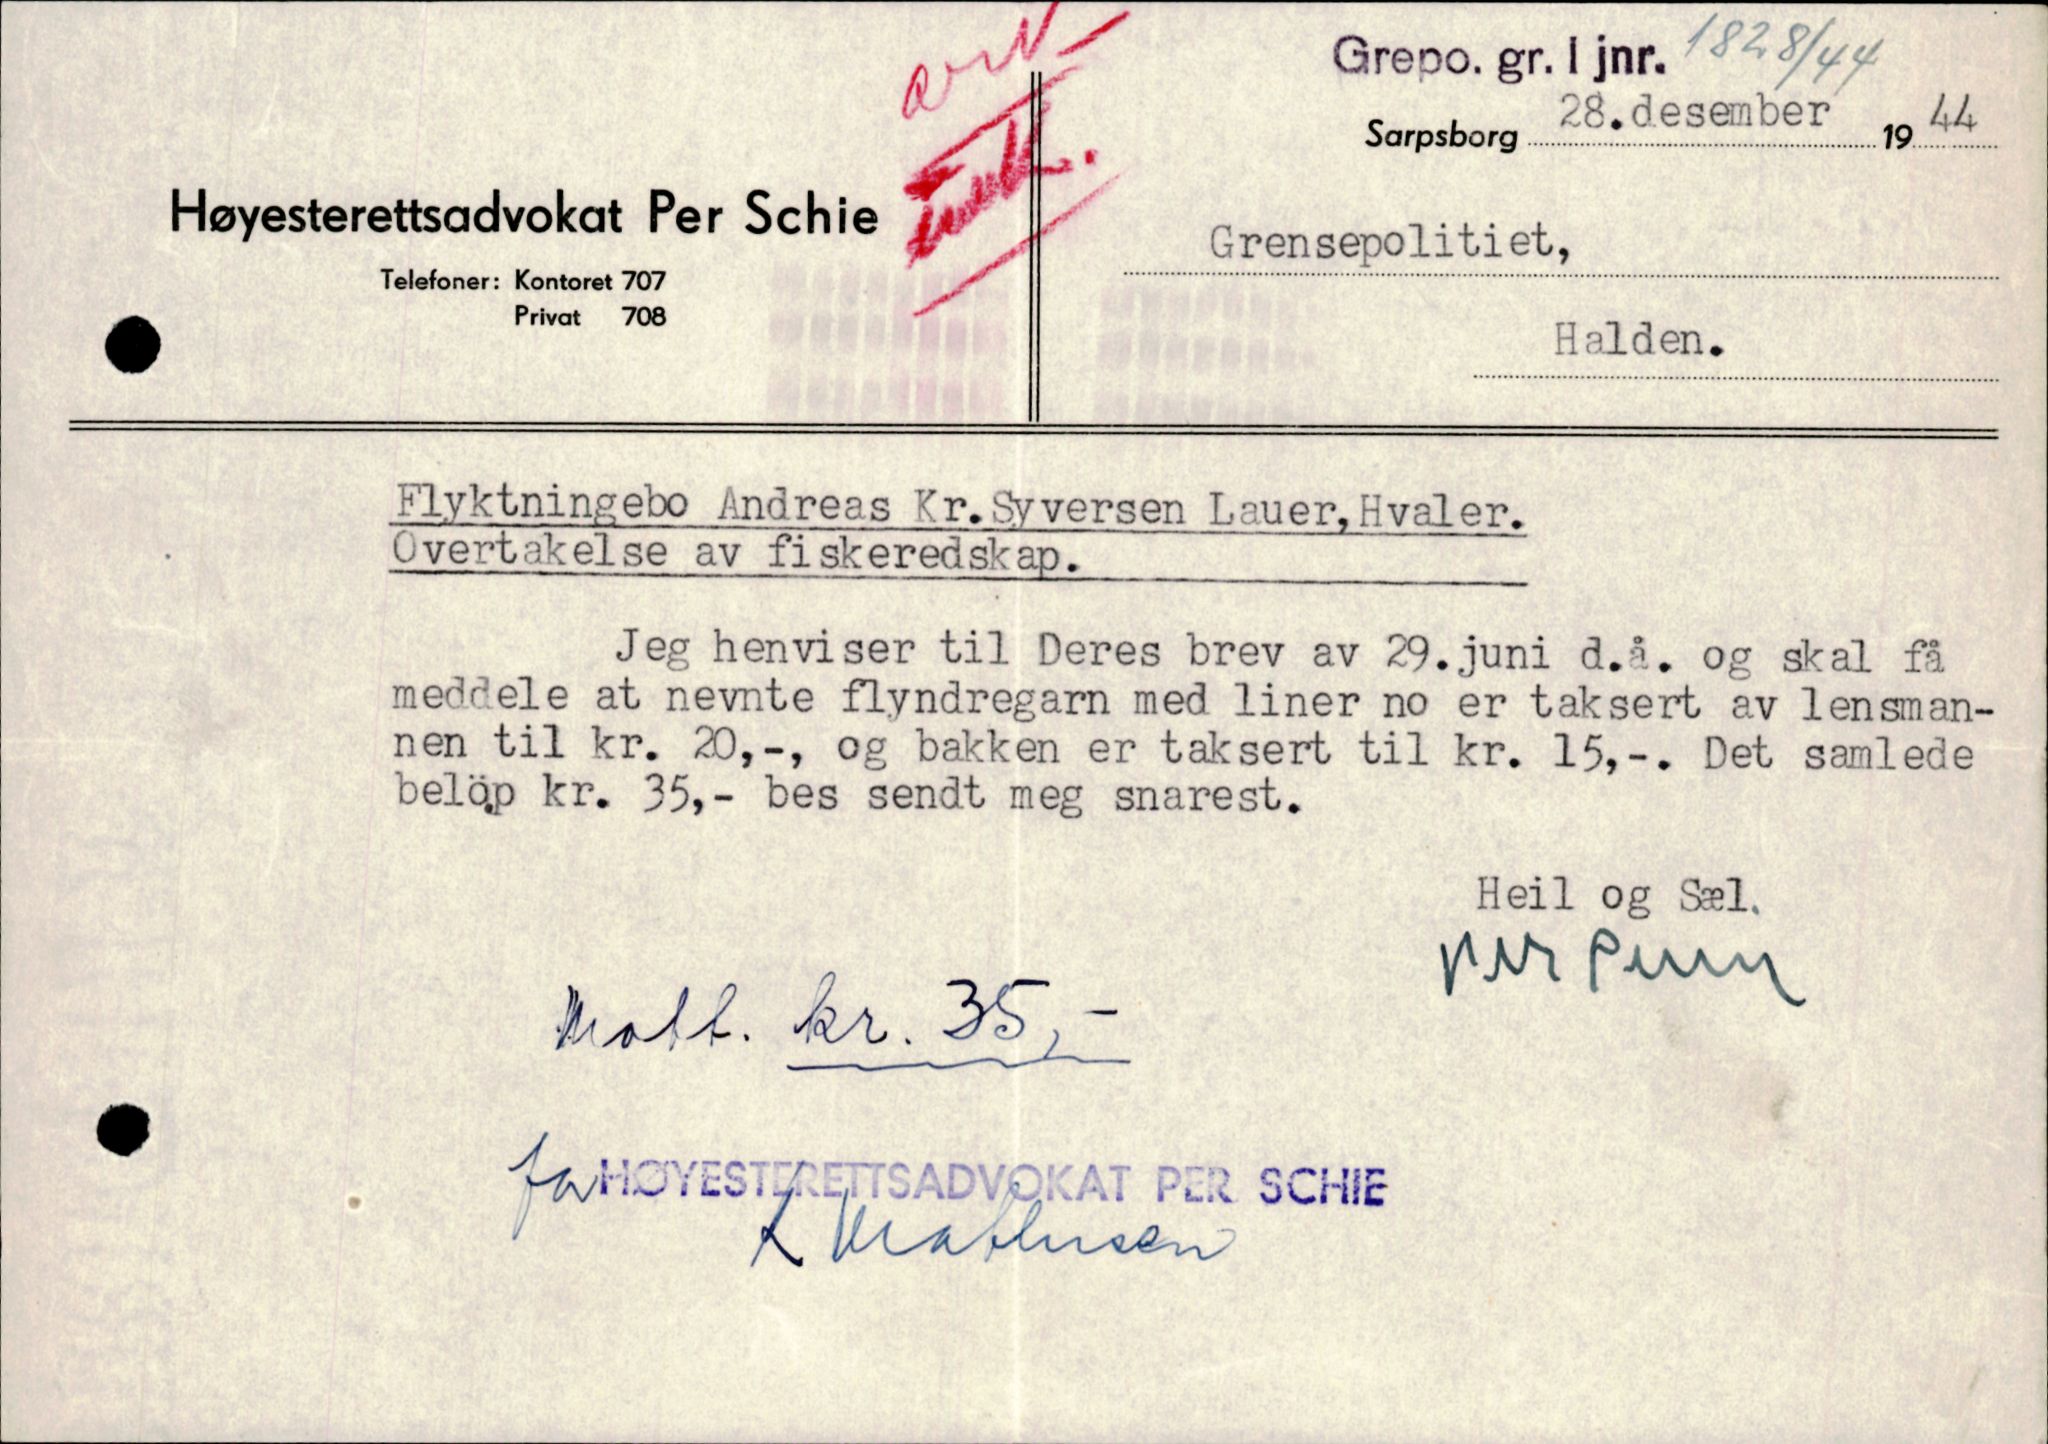 Grepo. gr. I jnr. 1828/44
Sarpsborg 28.desember 1944
Høyesterettsadvokat Per Schie
Telefoner: Kontoret 707
Privat 708
Grensepolitiet,
Halden.
Flyktningebo Andreas Kr.Syversen Lauer,Hvaler.
Overtakelse av fiskeredskap.
Jeg henviser til Deres brev av 29.juni d.å. og skal få
meddele at nevnte flyndregarn med liner no er taksert av lensman-
nen til kr. 20,-, og bakken er taksert til kr. 15,-. Det samlede
beløp kr. 35,- bes sendt meg snarest.
Heil og Sæl.
Per
Mott. kr. 35,-
for HØYESTERETTSADVOKAT PER SCHIE